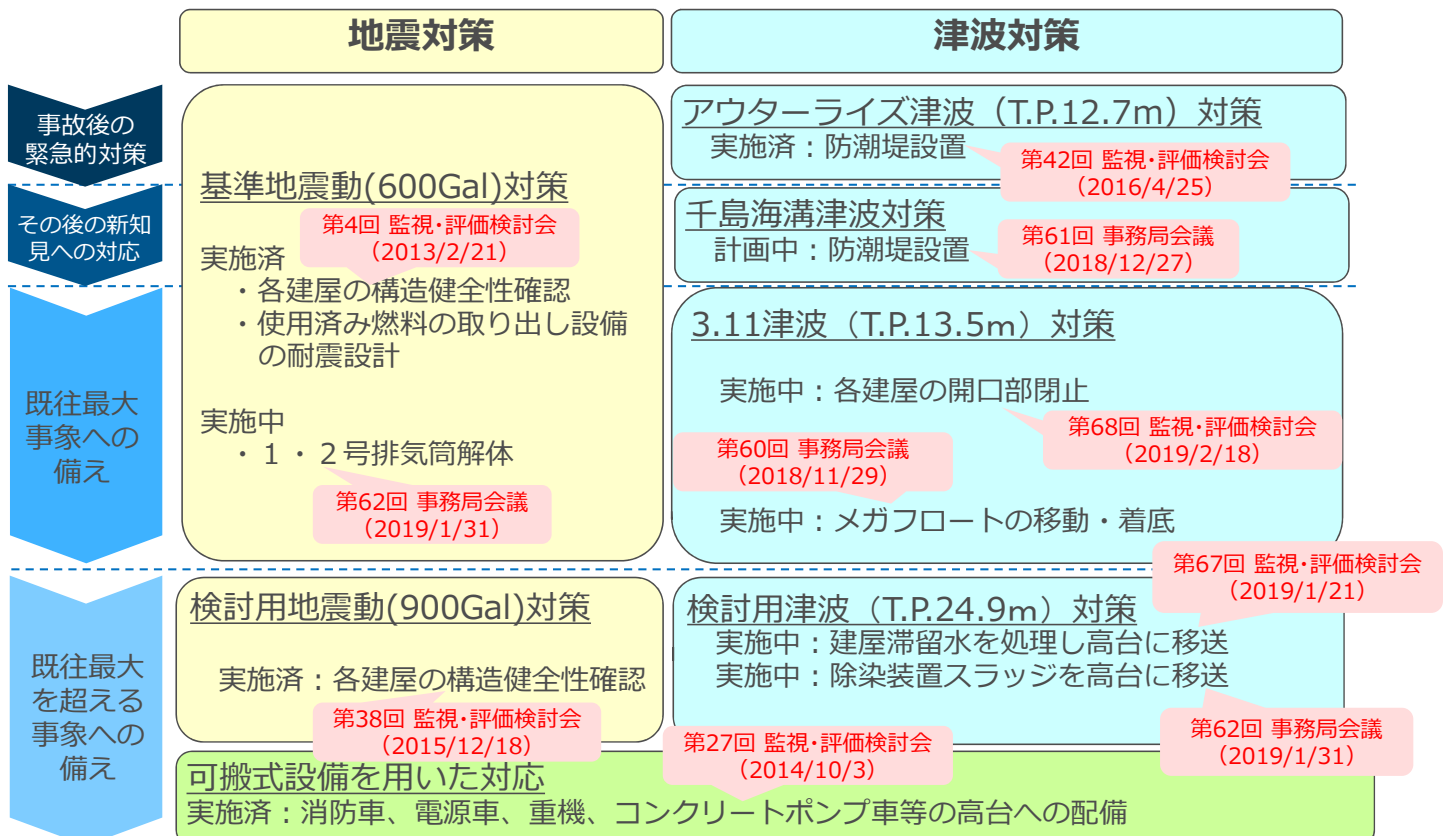 地震対策
津波対策
事故後の
緊急的対策
その後の新知
見への対応
既往最大
事象への
備え
既往最大
を超える
事象への
備え
基準地震動(600Gal)対策
第4回 監視・評価検討会
（2013/2/21）
実施済
・各建屋の構造健全性確認
・使用済み燃料の取り出し設備
の耐震設計
実施中
・１・２号排気筒解体
第62回 事務局会議
（2019/1/31）
アウターライズ津波（T.P.12.7m）対策
実施済：防潮堤設置
第42回 監視・評価検討会
（2016/4/25）
千島海溝津波対策
計画中：防潮堤設置
第61回 事務局会議
（2018/12/27）
3.11津波（T.P.13.5m）対策
実施中：各建屋の開口部閉止
第68回 監視・評価検討会
（2019/2/18）
第60回 事務局会議
（2018/11/29）
実施中：メガフロートの移動・着底
検討用地震動(900Gal)対策
実施済：各建屋の構造健全性確認
第38回 監視・評価検討会
（2015/12/18）
第67回 監視・評価検討会
（2019/1/21）
検討用津波（T.P.24.9m）対策
実施中：建屋滞留水を処理し高台に移送
実施中：除染装置スラッジを高台に移送
第62回 事務局会議
（2019/1/31）
第27回 監視・評価検討会
（2014/10/3）
可搬式設備を用いた対応
実施済：消防車、電源車、重機、コンクリートポンプ車等の高台への配備